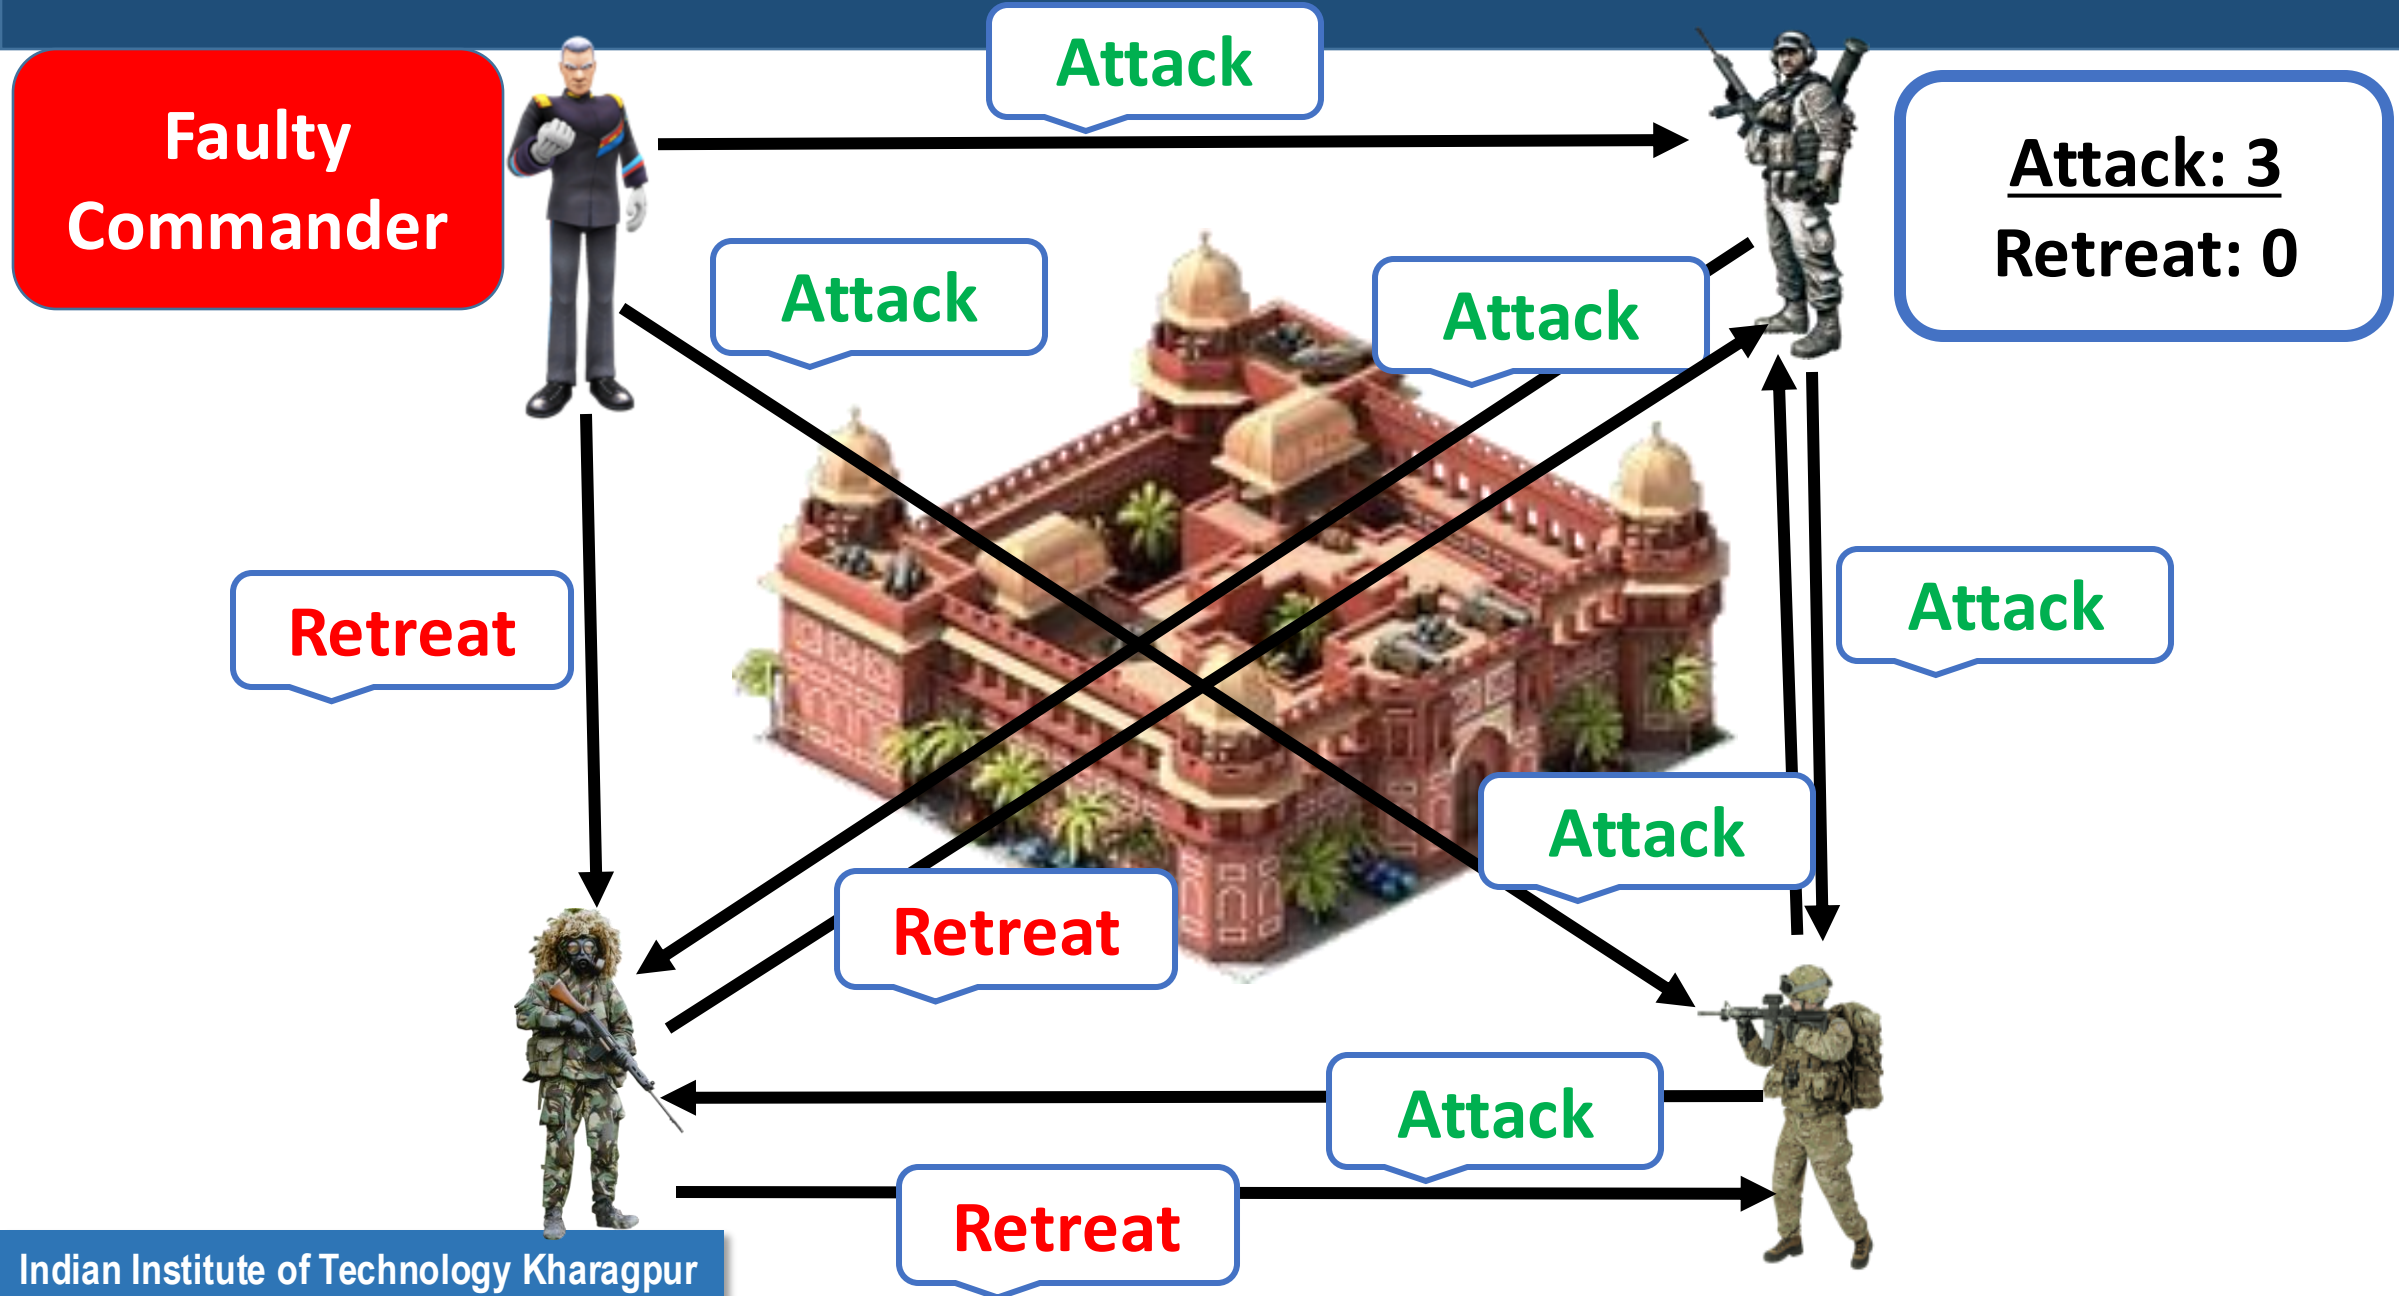 Attack
Faulty
Commander
Attack: 3
Retreat: 0
Attack
Attack
Retreat
Attack
Attack
Retreat
Attack
Retreat
Indian Institute of Technology Kharagpur